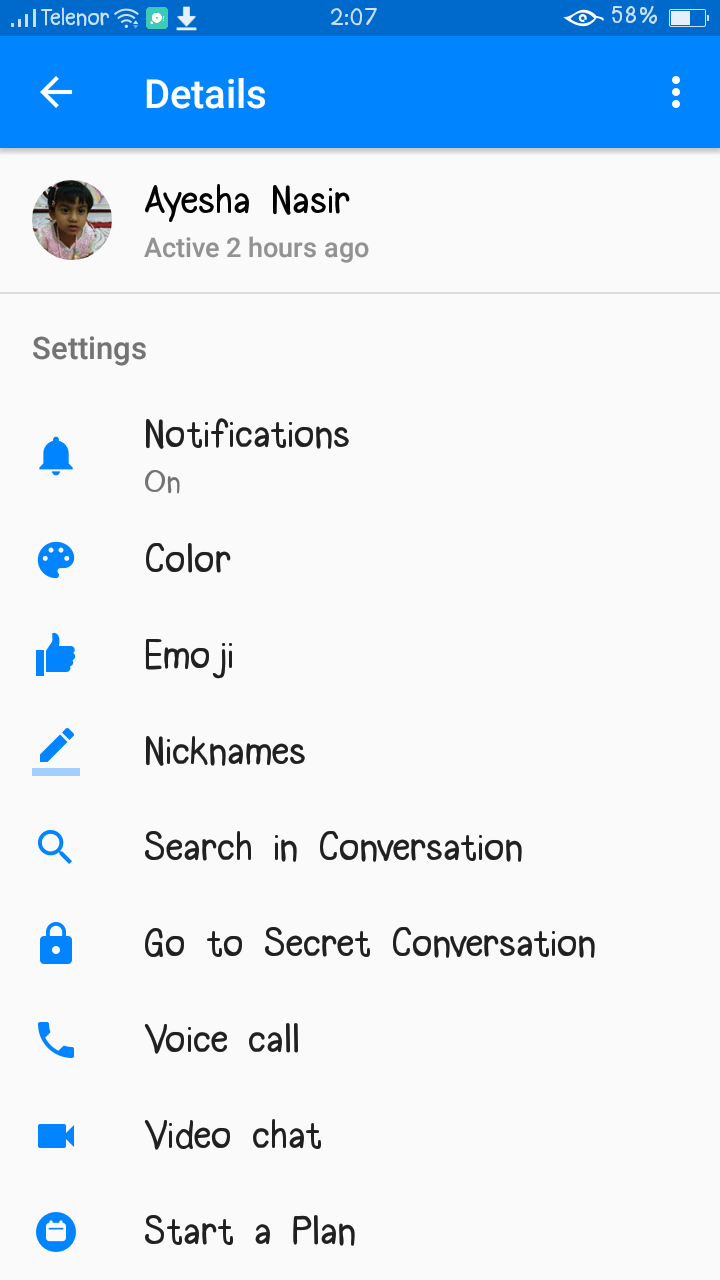 Telenor 2:07 58%
Details
Ayesha Nasir
Active 2 hours ago
Settings
Notifications
On
Color
Emoji
Nicknames
Search in Conversation
Go to Secret Conversation
Voice call
Video chat
Start a Plan